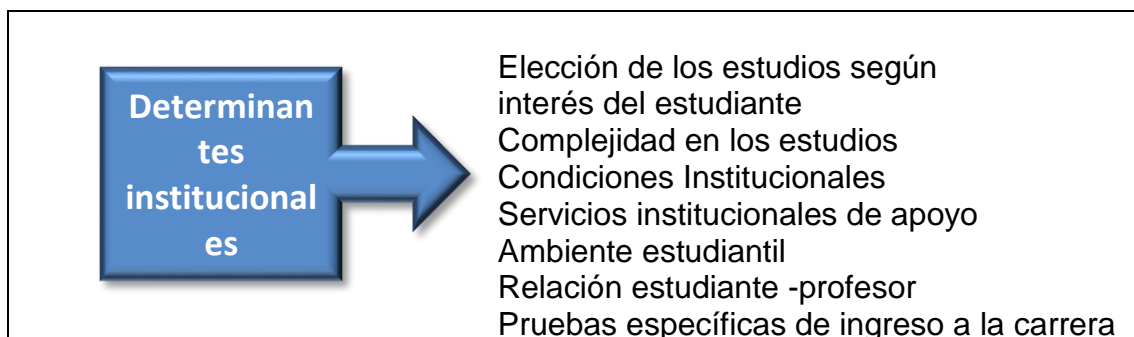 Determinan
tes
institucional
es
Elección de los estudios según
interés del estudiante
Complejidad en los estudios
Condiciones Institucionales
Servicios institucionales de apoyo
Ambiente estudiantil
Relación estudiante -profesor
Pruebas específicas de ingreso a la carrera